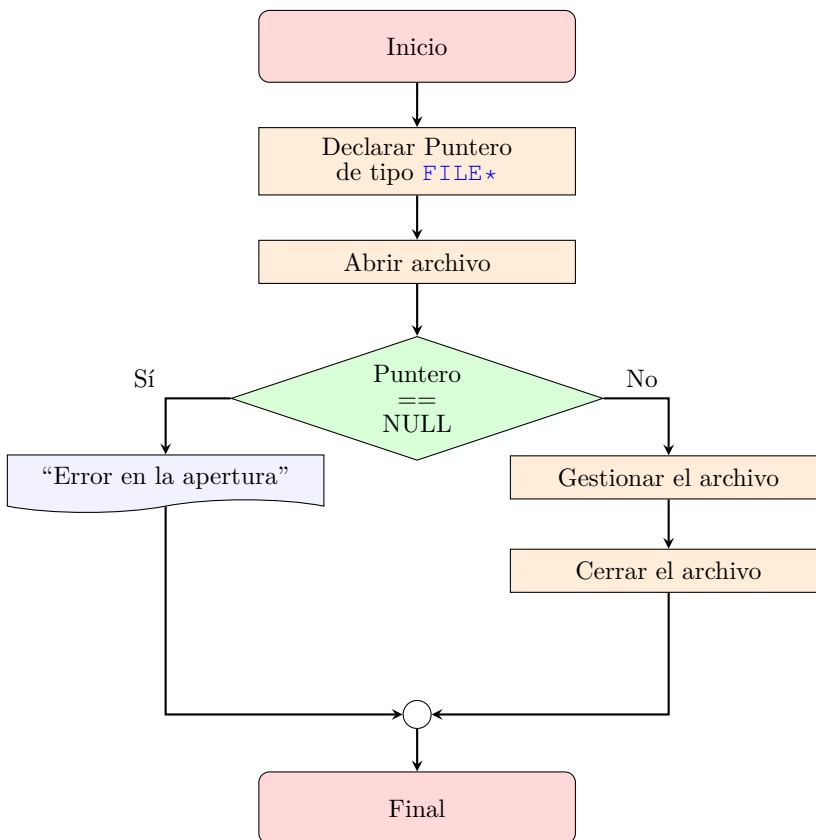 Inicio
Declarar Puntero
de tipo FILE*
Abrir archivo
Puntero
==
NULL
Sí
No
“Error en la apertura”
Gestionar el archivo
Cerrar el archivo
Final